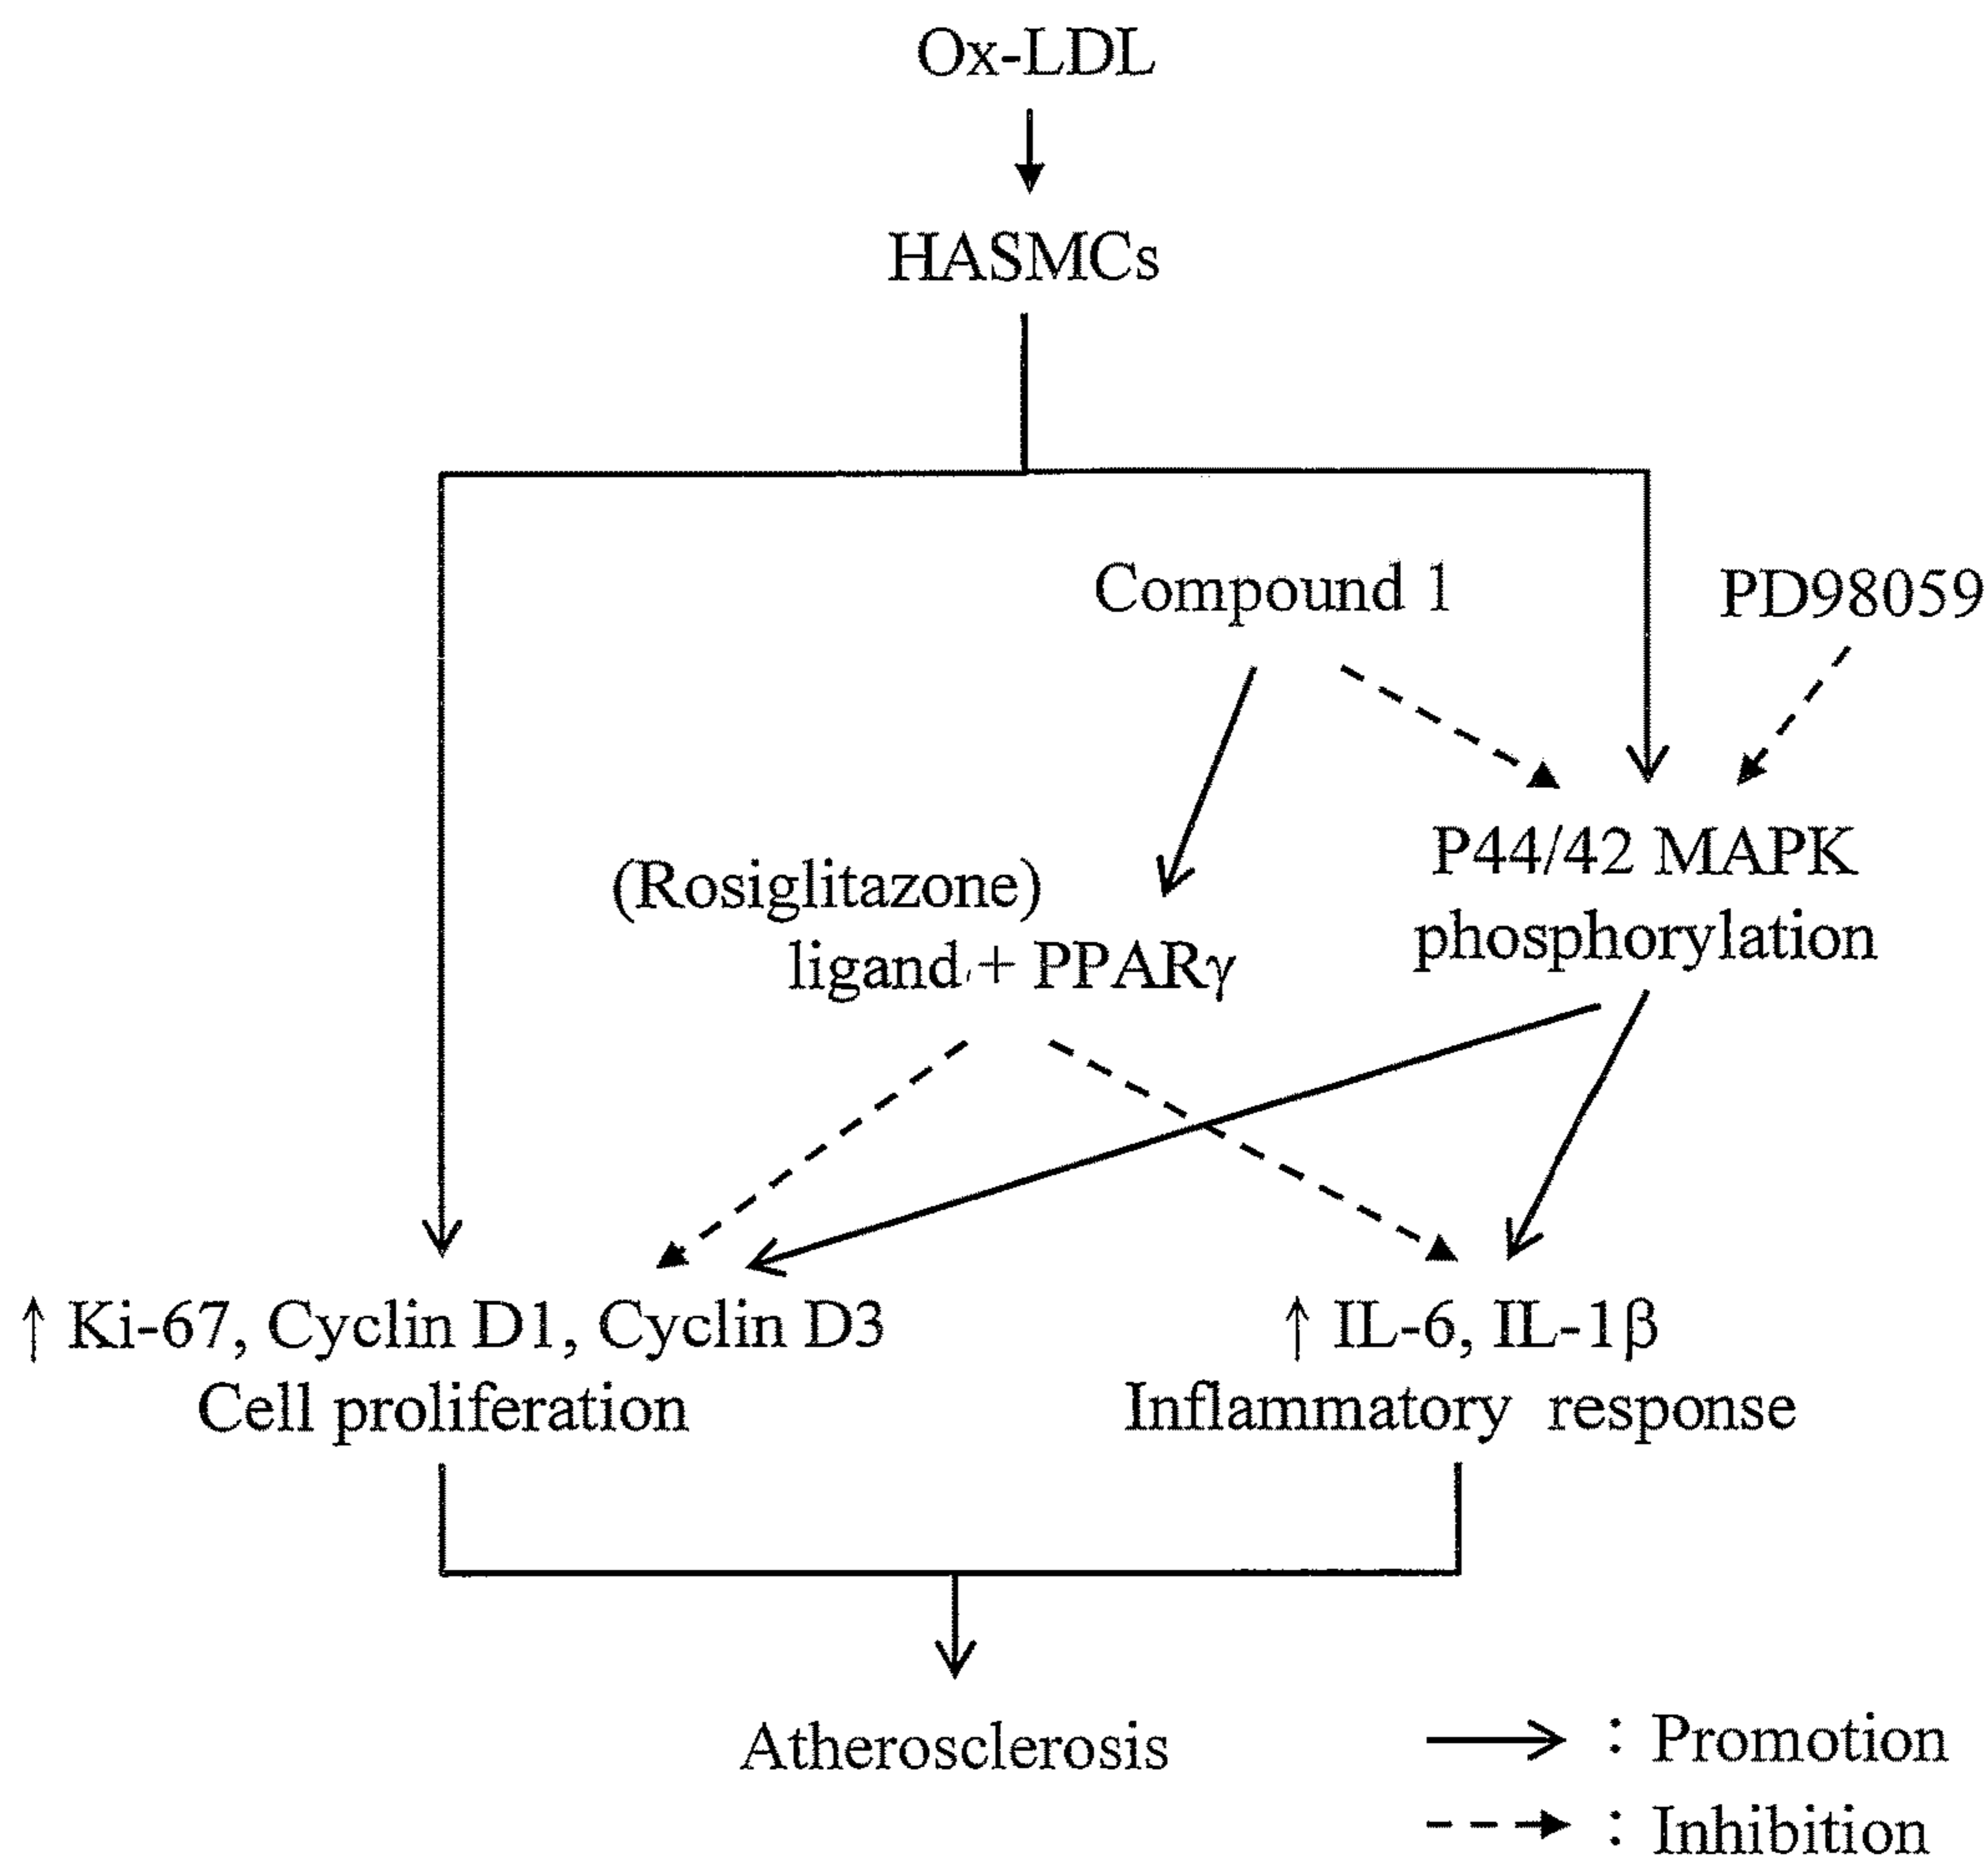 Ox-LDL
HASMCs
Compound 1
PD98059
(Rosiglitazone)
ligand + PPARγ
P44/42 MAPK
phosphorylation
↑ Ki-67, Cyclin D1, Cyclin D3
Cell proliferation
↑ IL-6, IL-1β
Inflammatory response
Atherosclerosis
: Promotion
: Inhibition